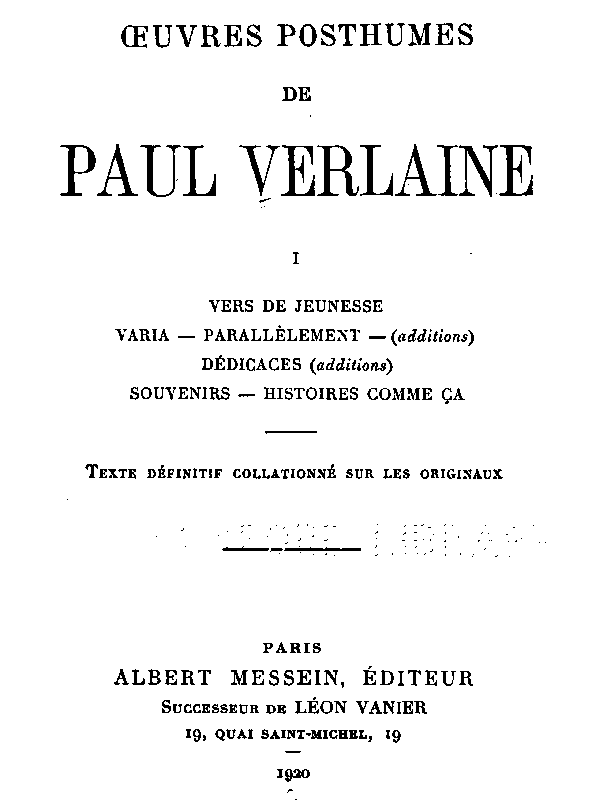 ŒUVRES POSTHUMES
DE
PAUL VERLAINE
I
VERS DE JEUNESSE
VARIA — PARALLÈLEMENT — (additions)
DÉDICACES (additions)
SOUVENIRS — HISTOIRES COMME ÇA
TEXTE DÉFINITIF COLLATIONNÉ SUR LES ORIGINAUX
PARIS
ALBERT MESSEIN, ÉDITEUR
SUCCESSEUR DE LÉON VANIER
19, QUAI SAINT-MICHEL, 19
1920